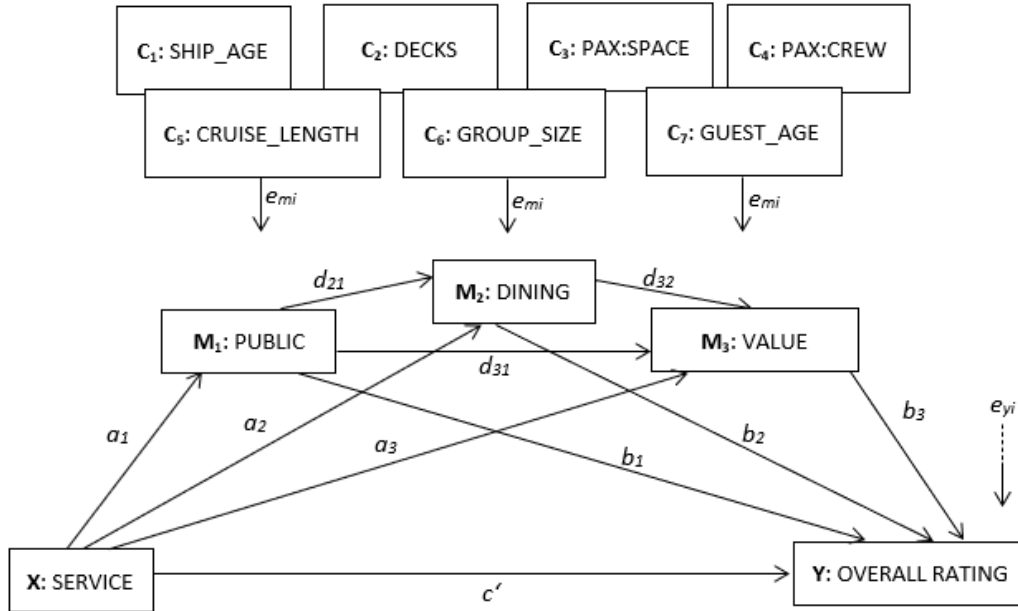 C₁: SHIP_AGE
C₂: DECKS
C₃: PAX:SPACE
C₄: PAX:CREW
C₅: CRUISE_LENGTH
C₆: GROUP_SIZE
C₇: GUEST_AGE
eₘᵢ
eₘᵢ
eₘᵢ
d₂₁
M₂: DINING
d₃₂
M₁: PUBLIC
d₃₁
M₃: VALUE
a₁
a₂
a₃
b₁
b₂
b₃
e_yi
X: SERVICE
c‘
Y: OVERALL RATING